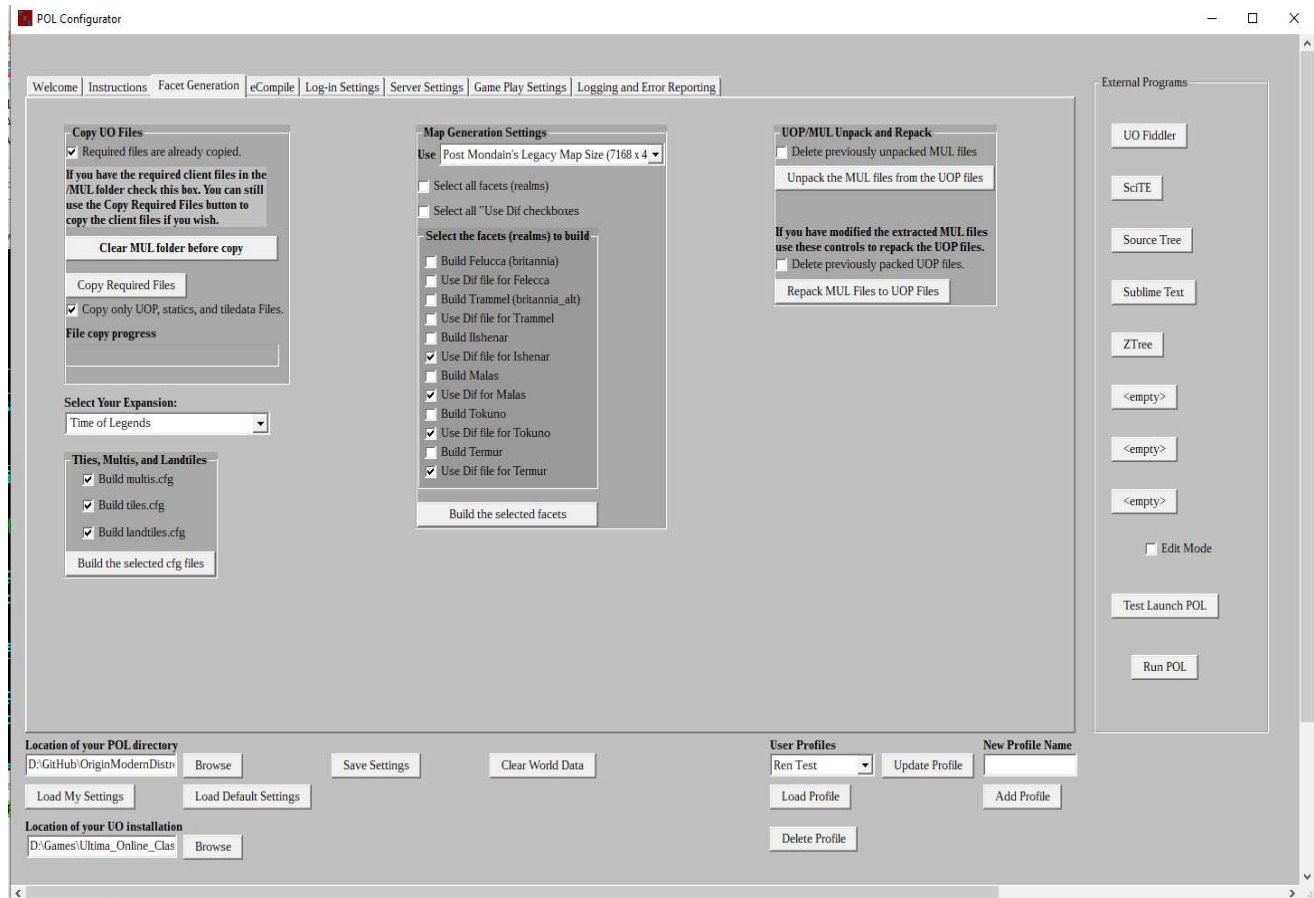 POL Configurator
Welcome
Instructions
Facet Generation
eCompile
Log-in Settings
Server Settings
Game Play Settings
Logging and Error Reporting
Copy UO Files
Required files are already copied.
If you have the required client files in the
/MUL folder check this box. You can still
use the Copy Required Files button to
copy the client files if you wish.
Clear MUL folder before copy
Copy Required Files
Copy only UOP, statics, and tiledata Files.
File copy progress
Select Your Expansion:
Time of Legends
Tlies, Multis, and Landtiles
Build multis.cfg
Build tiles.cfg
Build landtiles.cfg
Build the selected cfg files
Map Generation Settings
Use Post Mondain's Legacy Map Size (7168 x 4
Select all facets (realms)
Select all "Use Dif checkboxes
Select the facets (realms) to build
Build Felucca (britannia)
Use Dif file for Felecca
Build Trammel (britannia_alt)
Use Dif file for Trammel
Build Ilshenar
Use Dif file for Ishenar
Build Malas
Use Dif for Malas
Build Tokuno
Use Dif file for Tokuno
Build Termur
Use Dif file for Termur
Build the selected facets
UOP/MUL Unpack and Repack
Delete previously unpacked MUL files
Unpack the MUL files from the UOP files
If you have modified the extracted MUL files
use these controls to repack the UOP files.
Delete previously packed UOP files.
Repack MUL Files to UOP Files
External Programs
UO Fiddler
SciTE
Source Tree
Sublime Text
ZTree
<empty>
<empty>
<empty>
Edit Mode
Test Launch POL
Run POL
Location of your POL directory
D:\GitHub\OriginModernDistr
Browse
Save Settings
Clear World Data
Load My Settings
Load Default Settings
Location of your UO installation
D:\Games\Ultima_Online_Clas
Browse
User Profiles
Ren Test
Update Profile
New Profile Name
Load Profile
Add Profile
Delete Profile